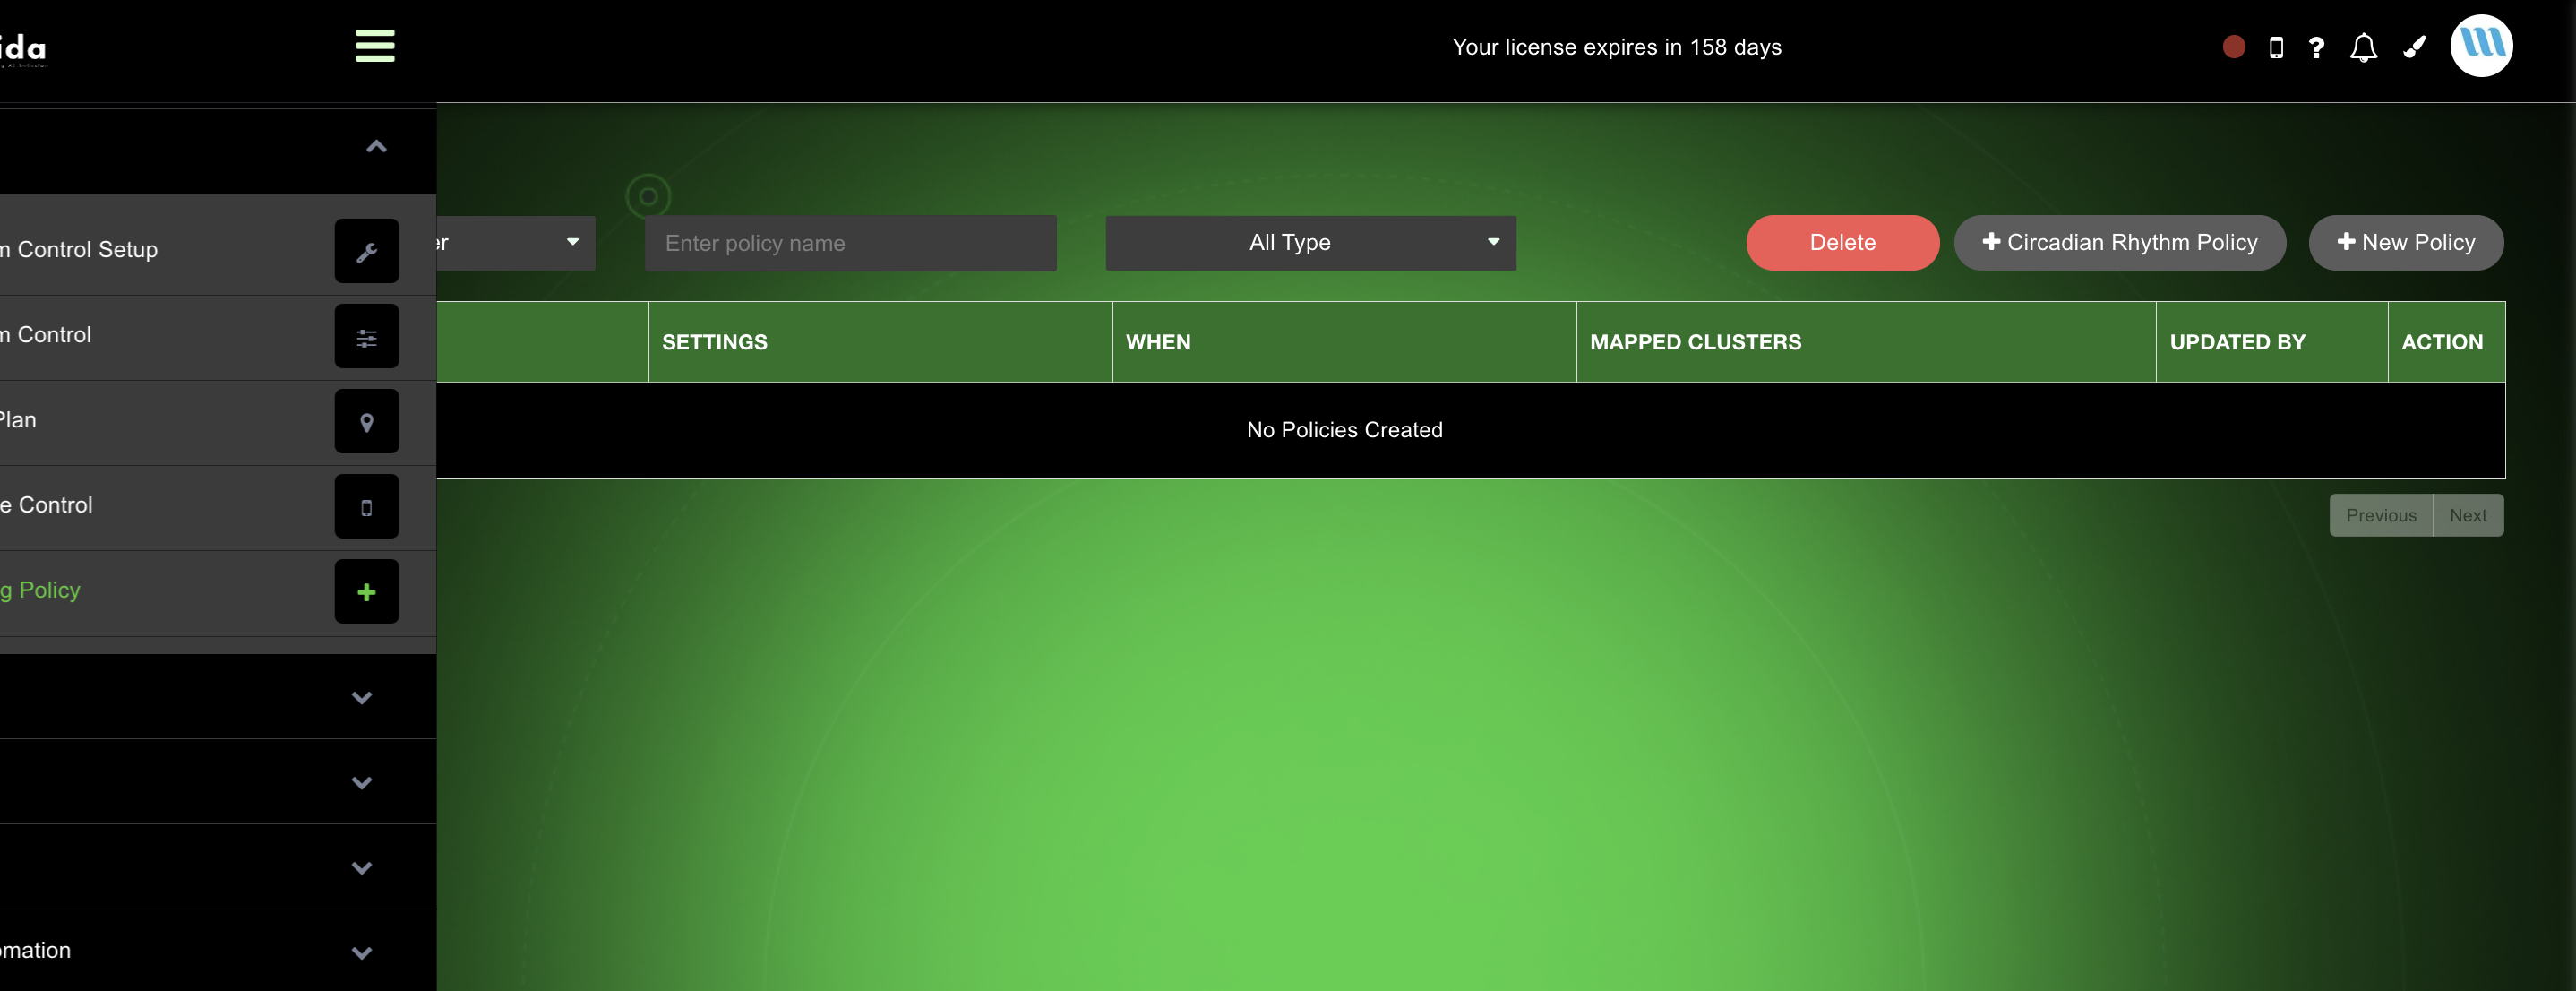 ida
Your license expires in 158 days
?
m Control Setup
m Control
Plan
e Control
g Policy
omation
er
Enter policy name
All Type
Delete
Circadian Rhythm Policy
New Policy
SETTINGS
WHEN
MAPPED CLUSTERS
UPDATED BY
ACTION
No Policies Created
Previous
Next